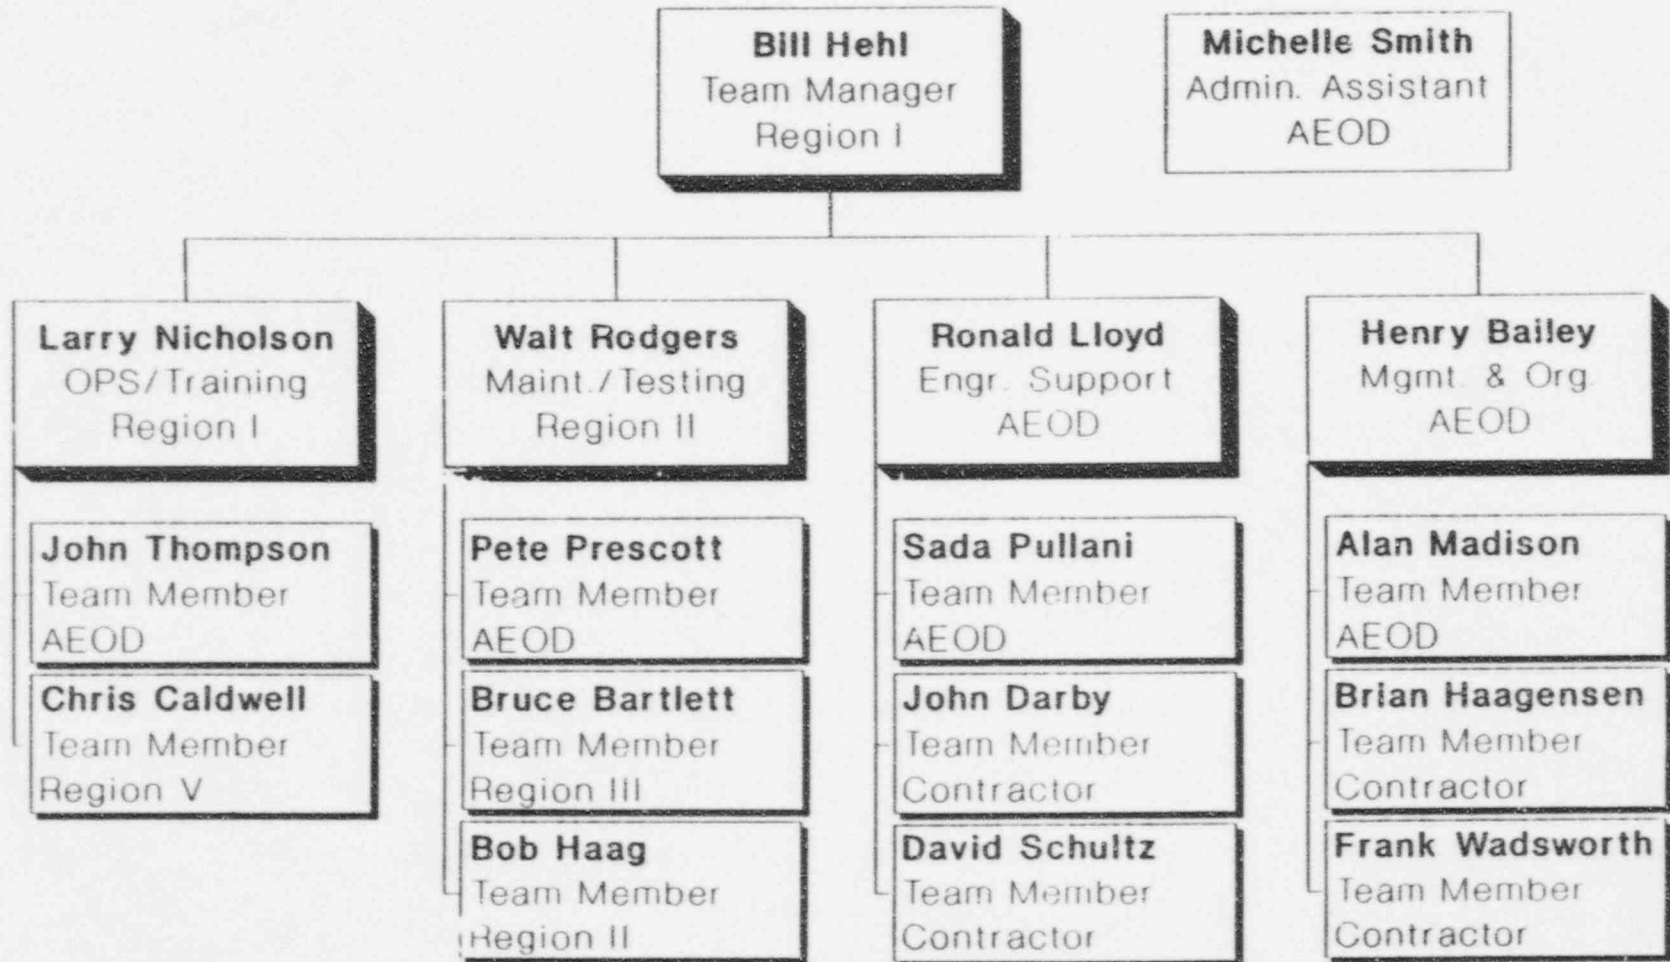 Bill Hehl
Team Manager
Region I
Michelle Smith
Admin. Assistant
AEOD
Larry Nicholson
OPS/Training
Region I
Walt Rodgers
Maint./Testing
Region II
Ronald Lloyd
Engr. Support
AEOD
Henry Bailey
Mgmt. & Org.
AEOD
John Thompson
Team Member
AEOD
Chris Caldwell
Team Member
Region V
Pete Prescott
Team Member
AEOD
Bruce Bartlett
Team Member
Region III
Bob Haag
Team Member
Region II
Sada Pullani
Team Member
AEOD
John Darby
Team Member
Contractor
David Schultz
Team Member
Contractor
Alan Madison
Team Member
AEOD
Brian Haagensen
Team Member
Contractor
Frank Wadsworth
Team Member
Contractor